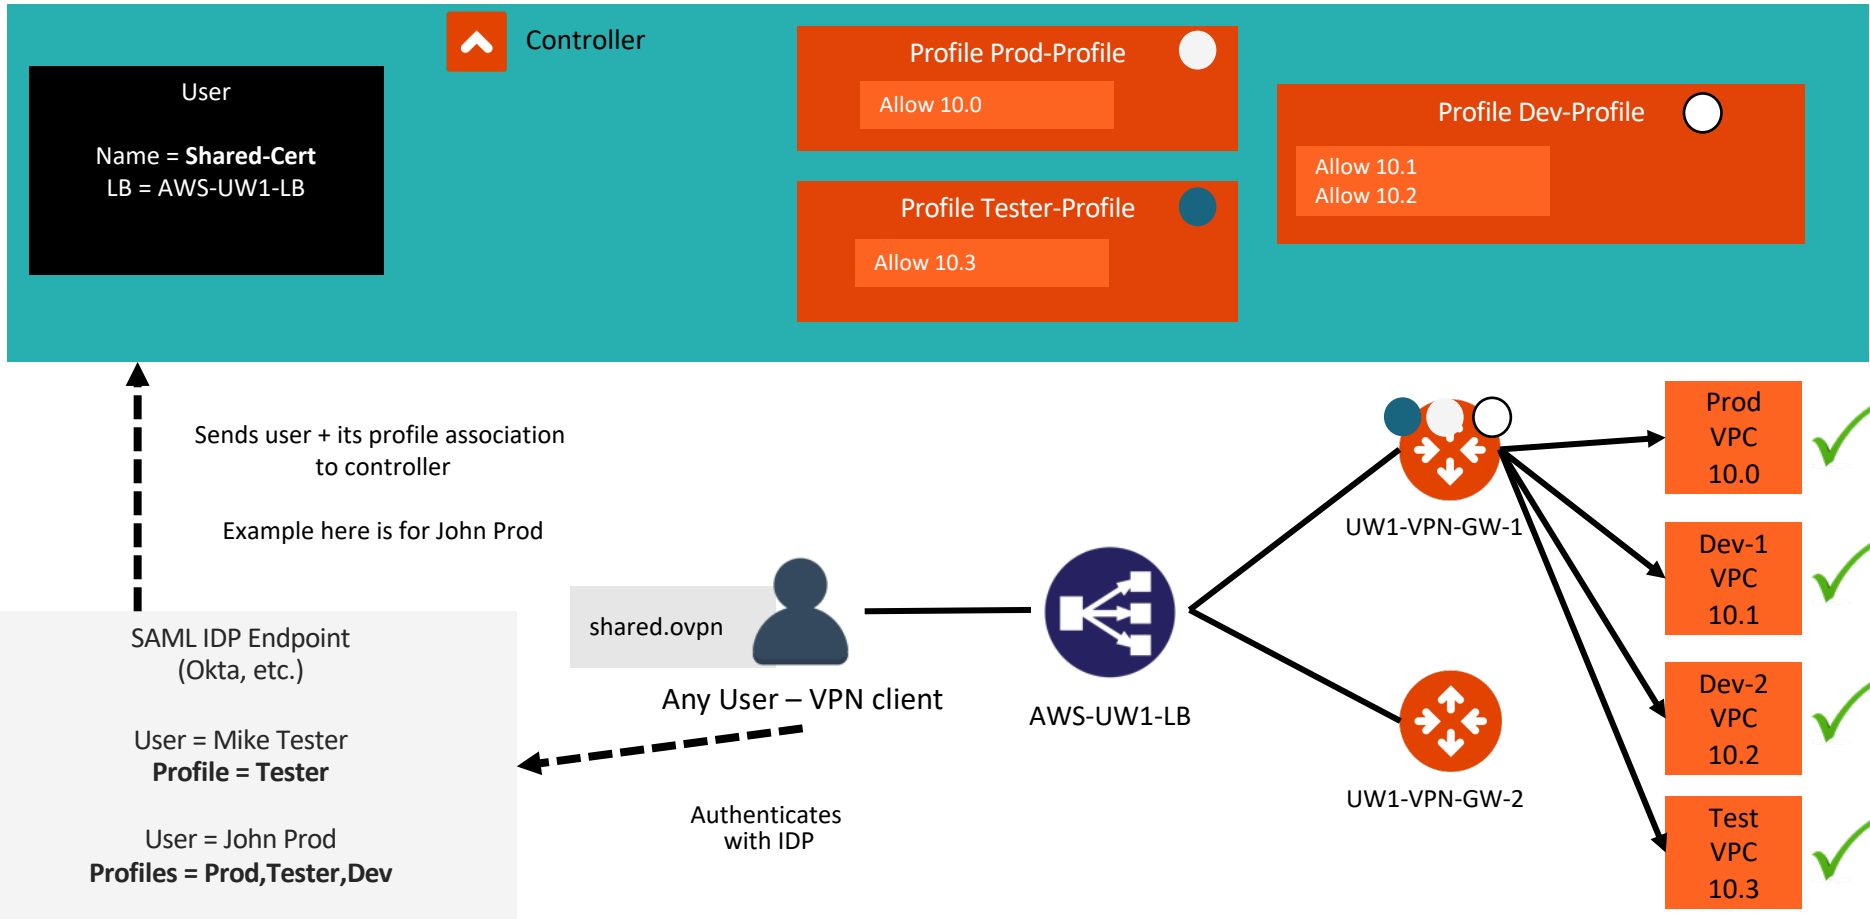 Controller
User
Name = Shared-Cert
LB = AWS-UW1-LB
Profile Prod-Profile
Allow 10.0
Profile Tester-Profile
Allow 10.3
Profile Dev-Profile
Allow 10.1
Allow 10.2
Sends user + its profile association
to controller
Example here is for John Prod
SAML IDP Endpoint
(Okta, etc.)
User = Mike Tester
Profile = Tester
User = John Prod
Profiles = Prod,Tester,Dev
shared.ovpn
Any User – VPN client
Authenticates
with IDP
AWS-UW1-LB
UW1-VPN-GW-1
UW1-VPN-GW-2
Prod
VPC
10.0
Dev-1
VPC
10.1
Dev-2
VPC
10.2
Test
VPC
10.3